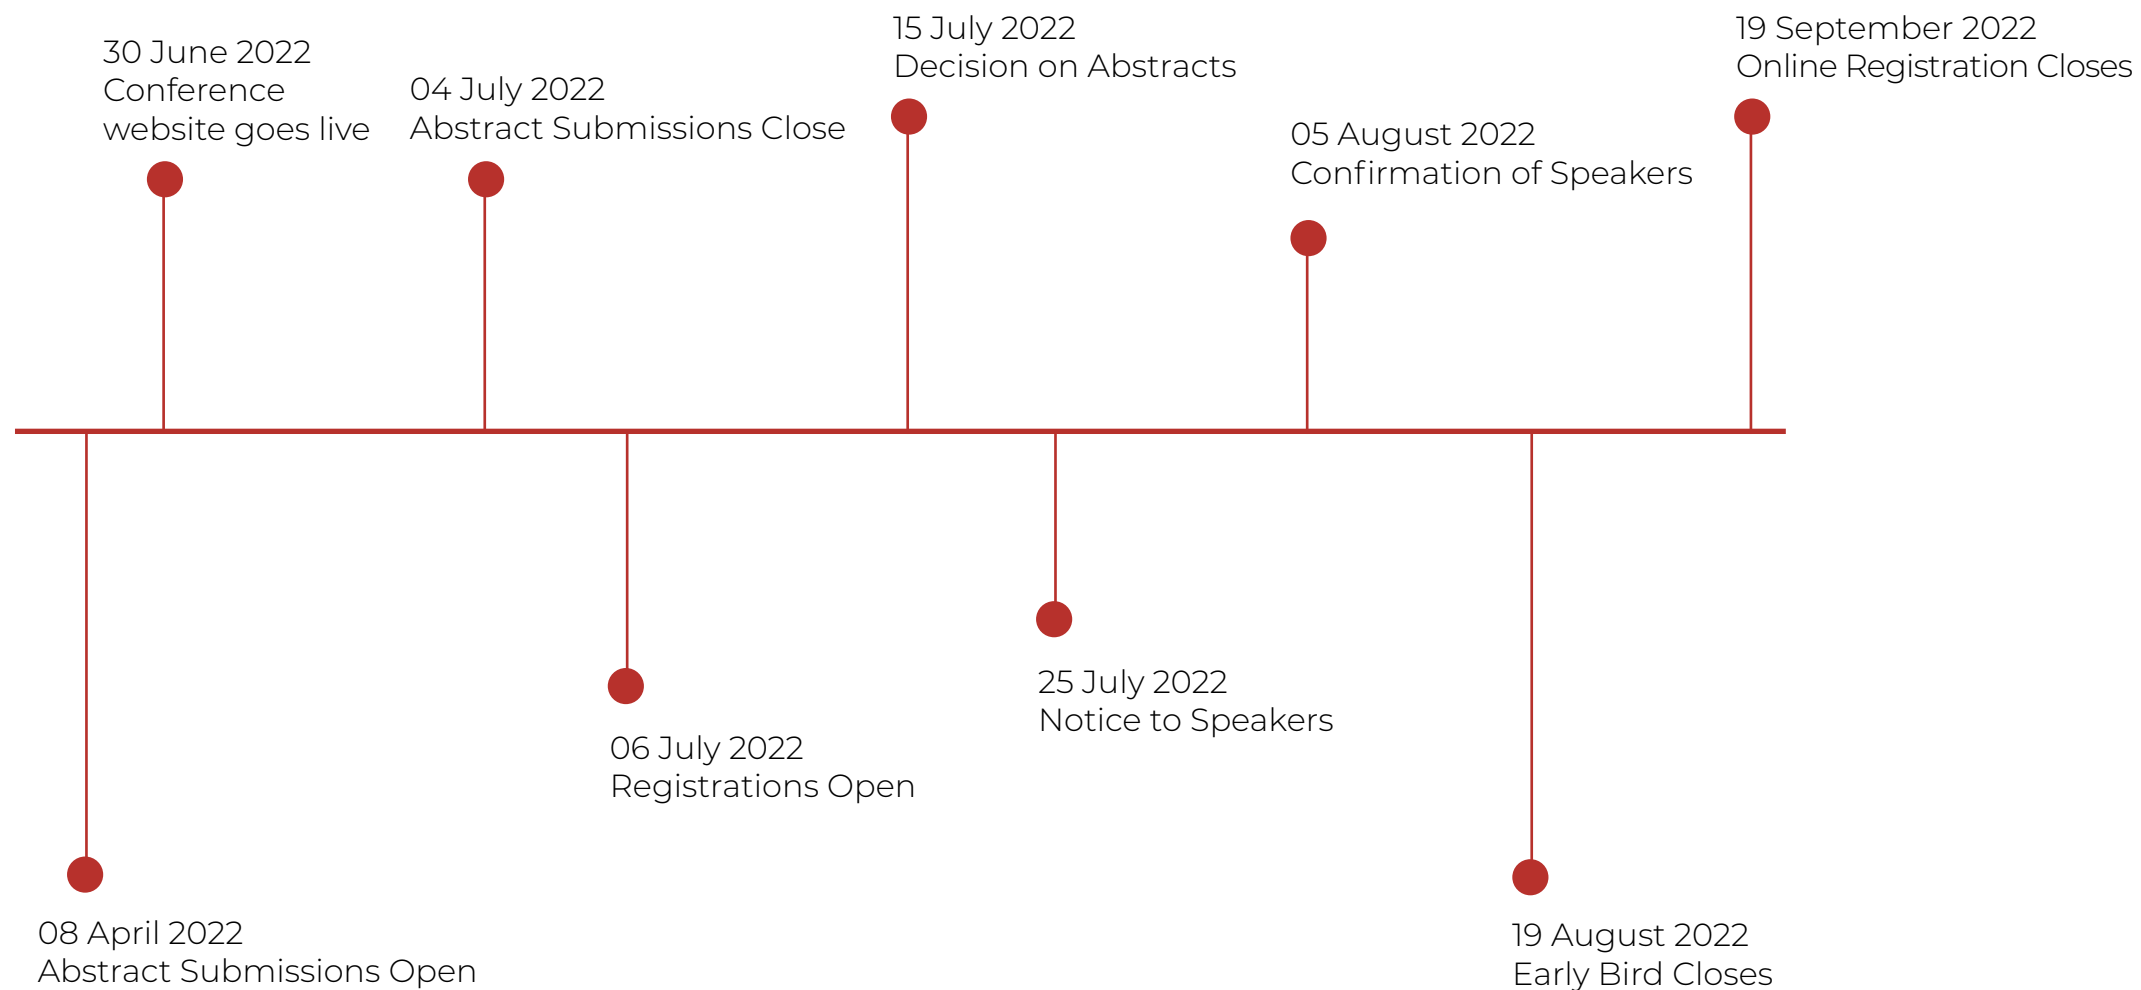 30 June 2022
Conference
website goes live
04 July 2022
Abstract Submissions Close
15 July 2022
Decision on Abstracts
05 August 2022
Confirmation of Speakers
19 September 2022
Online Registration Closes
08 April 2022
Abstract Submissions Open
06 July 2022
Registrations Open
25 July 2022
Notice to Speakers
19 August 2022
Early Bird Closes